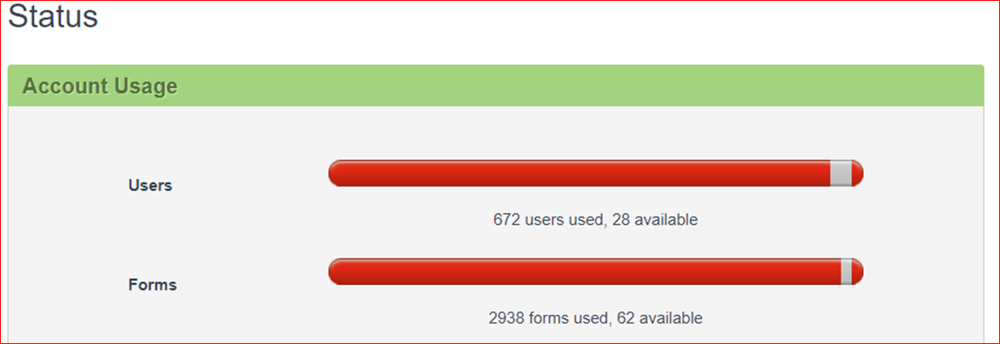 Status
Account Usage
Users
672 users used, 28 available
Forms
2938 forms used, 62 available